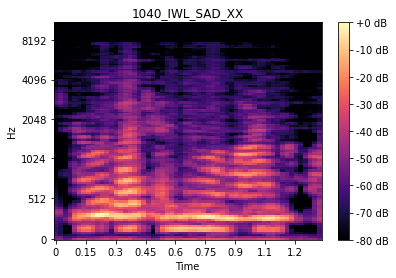 1040_IWL_SAD_XX
Hz
8192
4096
2048
1024
512
0
0 0.15 0.3 0.45 0.6 0.75 0.9 1.1 1.2
Time
+0 dB
-10 dB
-20 dB
-30 dB
-40 dB
-50 dB
-60 dB
-70 dB
-80 dB